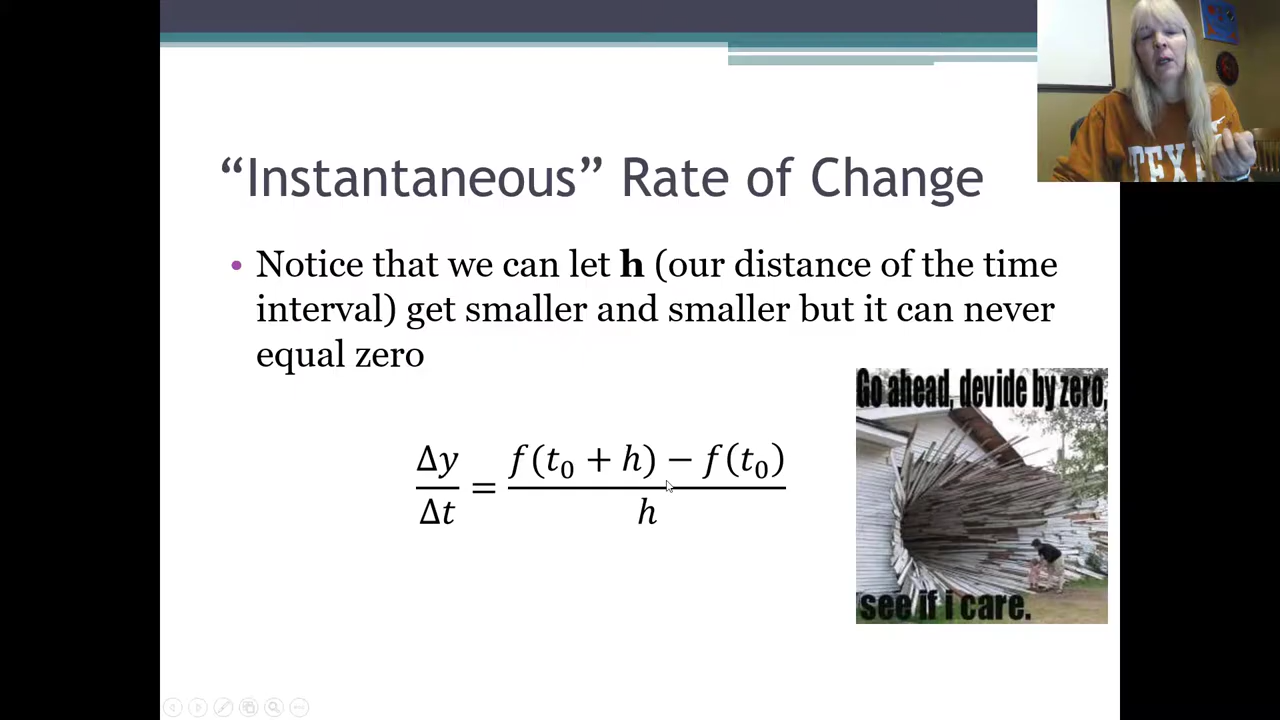 “Instantaneous” Rate of Change
• Notice that we can let h (our distance of the time
interval) get smaller and smaller but it can never
equal zero
Δy/Δt = f(t₀ + h) − f(t₀)/h
Go ahead, devide by zero,
see if i care.